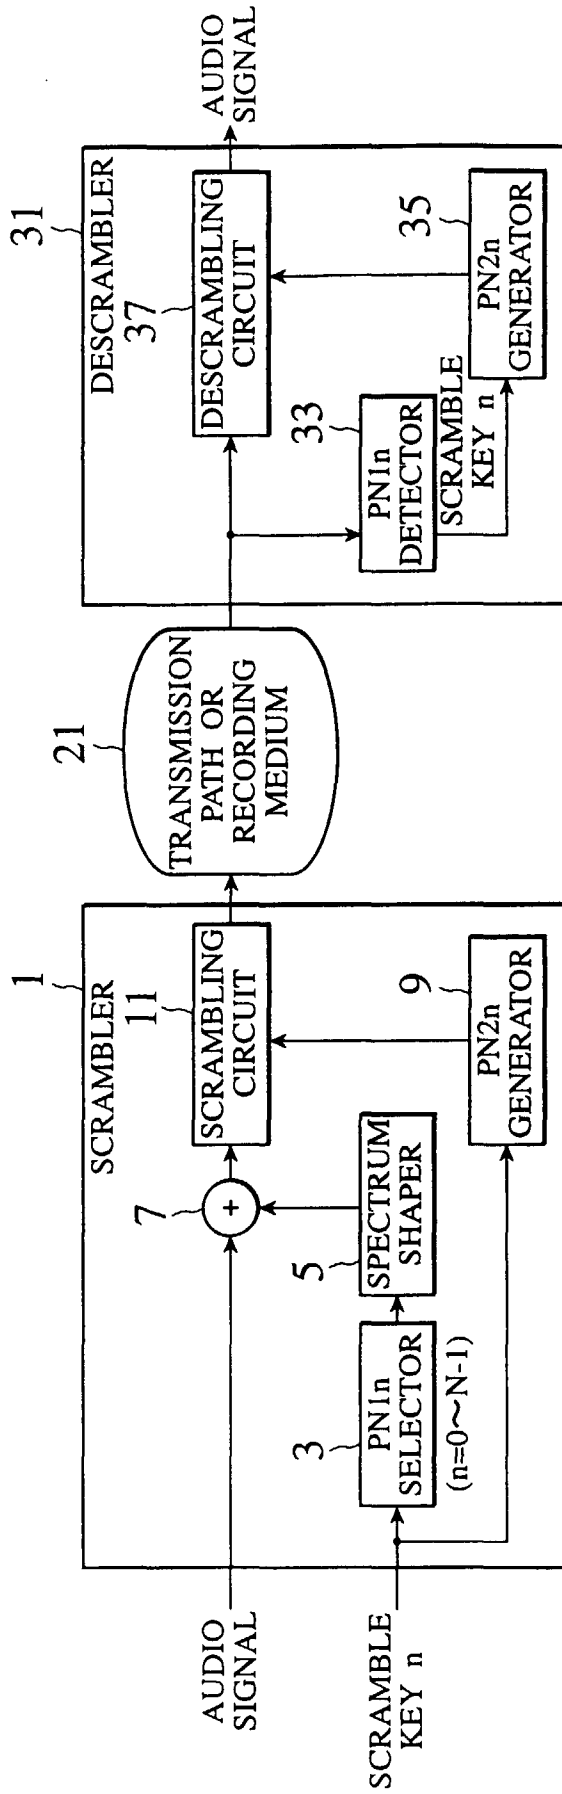 AUDIO
SIGNAL
SCRAMBLE
KEY n
1
SCRAMBLER
7
+
11
SCRAMBLING
CIRCUIT
3
PN1n
SELECTOR
(n=0〜N-1)
5
SPECTRUM
SHAPER
9
PN2n
GENERATOR
21
TRANSMISSION
PATH OR
RECORDING
MEDIUM
31
DESCRAMBLER
37
DESCRAMBLING
CIRCUIT
33
PN1n
DETECTOR
SCRAMBLE
KEY n
35
PN2n
GENERATOR
AUDIO
SIGNAL